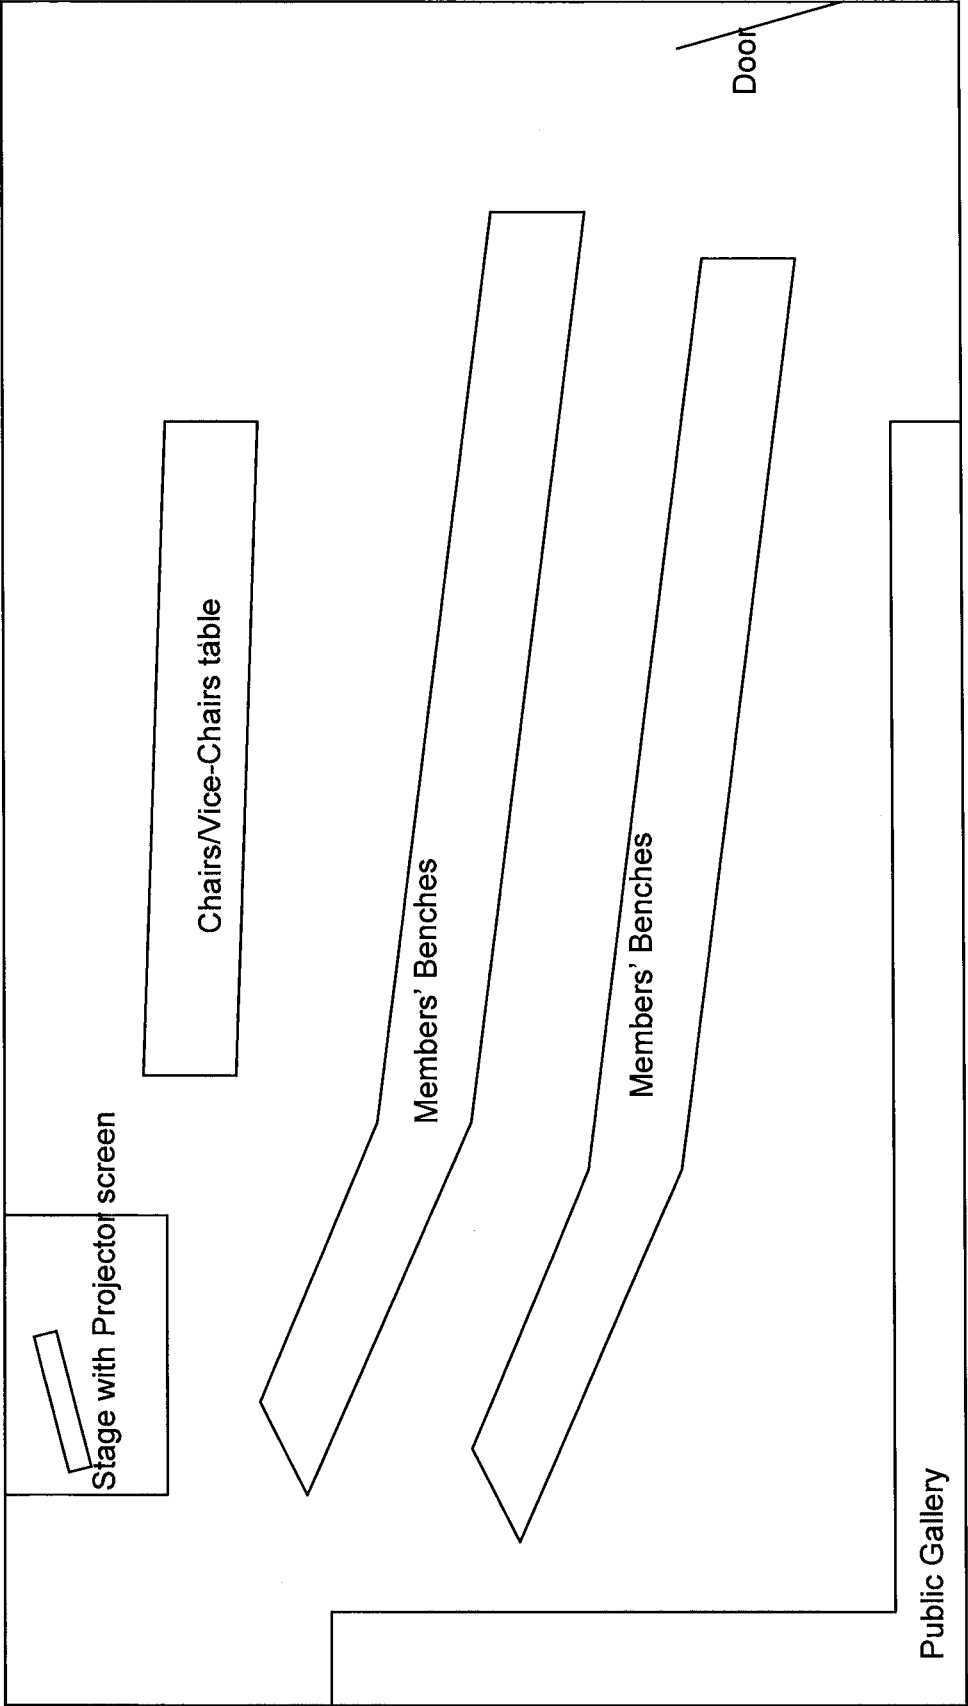 Stage with Projector screen
Chairs/Vice-Chairs table
Members’ Benches
Members’ Benches
Door
Public Gallery